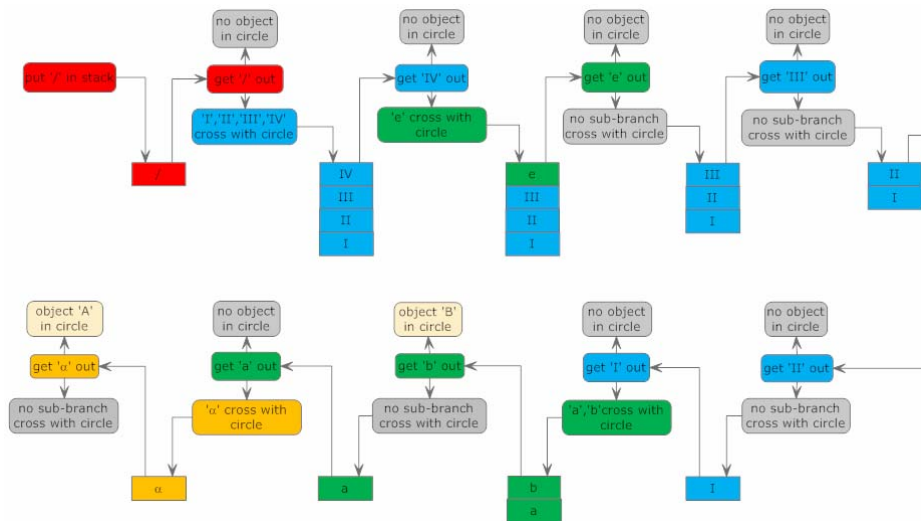 no object
in circle
no object
in circle
no object
in circle
no object
in circle
put '/' in stack
get '/' out
get 'IV' out
get 'e' out
get 'III' out
'I','II','III','IV'
cross with circle
'e' cross with
circle
no sub-branch
cross with circle
no sub-branch
cross with circle
/
IV
III
II
I
e
III
II
I
III
II
I
II
I
object 'A'
in circle
no object
in circle
object 'B'
in circle
no object
in circle
no object
in circle
get 'α' out
get 'a' out
get 'b' out
get 'I' out
get 'II' out
no sub-branch
cross with circle
'α' cross with
circle
no sub-branch
cross with circle
'a','b'cross with
circle
no sub-branch
cross with circle
α
a
b
a
I